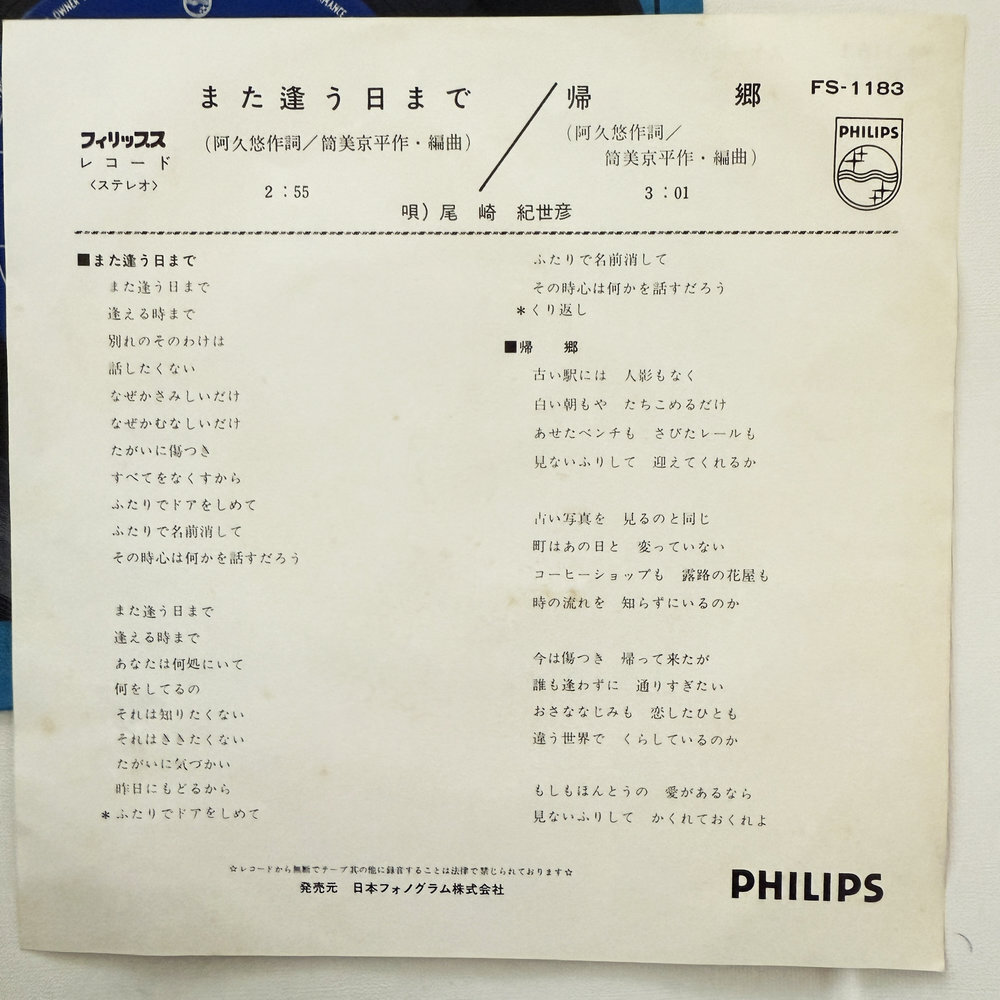 OWNER
また逢う日まで／帰　郷
FS-1183
フィリップス
レコード
〈ステレオ〉
(阿久悠作詞／筒美京平作・編曲)
2：55
(阿久悠作詞／
筒美京平作・編曲)
3：01
唄) 尾　崎　紀世彦
PHILIPS
■また逢う日まで
また逢う日まで
逢える時まで
別れのそのわけは
話したくない
なぜかさみしいだけ
なぜかむなしいだけ
たがいに傷つき
すべてをなくすから
ふたりでドアをしめて
ふたりで名前消して
その時心は何かを話すだろう
また逢う日まで
逢える時まで
あなたは何処にいて
何をしてるの
それは知りたくない
それはききたくない
たがいに気づかい
昨日にもどるから
＊ふたりでドアをしめて
ふたりで名前消して
その時心は何かを話すだろう
＊くり返し
■帰　郷
古い駅には　人影もなく
白い朝もや　たちこめるだけ
あせたベンチも　さびたレールも
見ないふりして　迎えてくれるか
古い写真を　見るのと同じ
町はあの日と　変っていない
コーヒーショップも　露路の花屋も
時の流れを　知らずにいるのか
今は傷つき　帰って来たが
誰も逢わずに　通りすぎたい
おさななじみも　恋したひとも
違う世界で　くらしているのか
もしもほんとうの　愛があるなら
見ないふりして　かくれておくれよ
☆レコードから無断でテープ其の他に録音することは法律で禁じられております☆
発売元　日本フォノグラム株式会社
PHILIPS